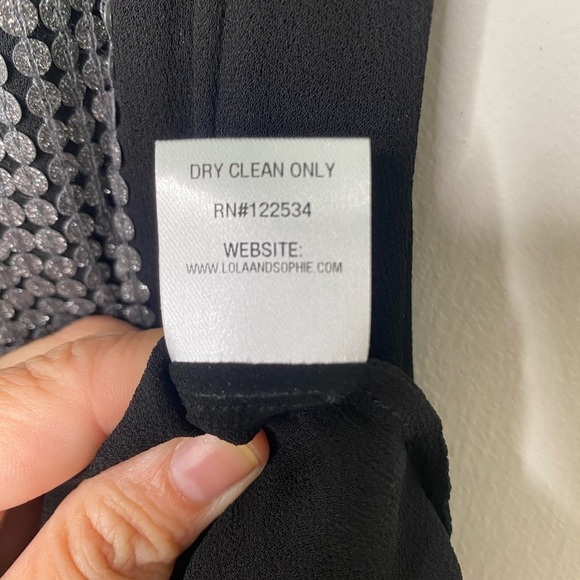 DRY CLEAN ONLY
RN#122534
WEBSITE:
WWW.LOLAANDSOPHIE.COM